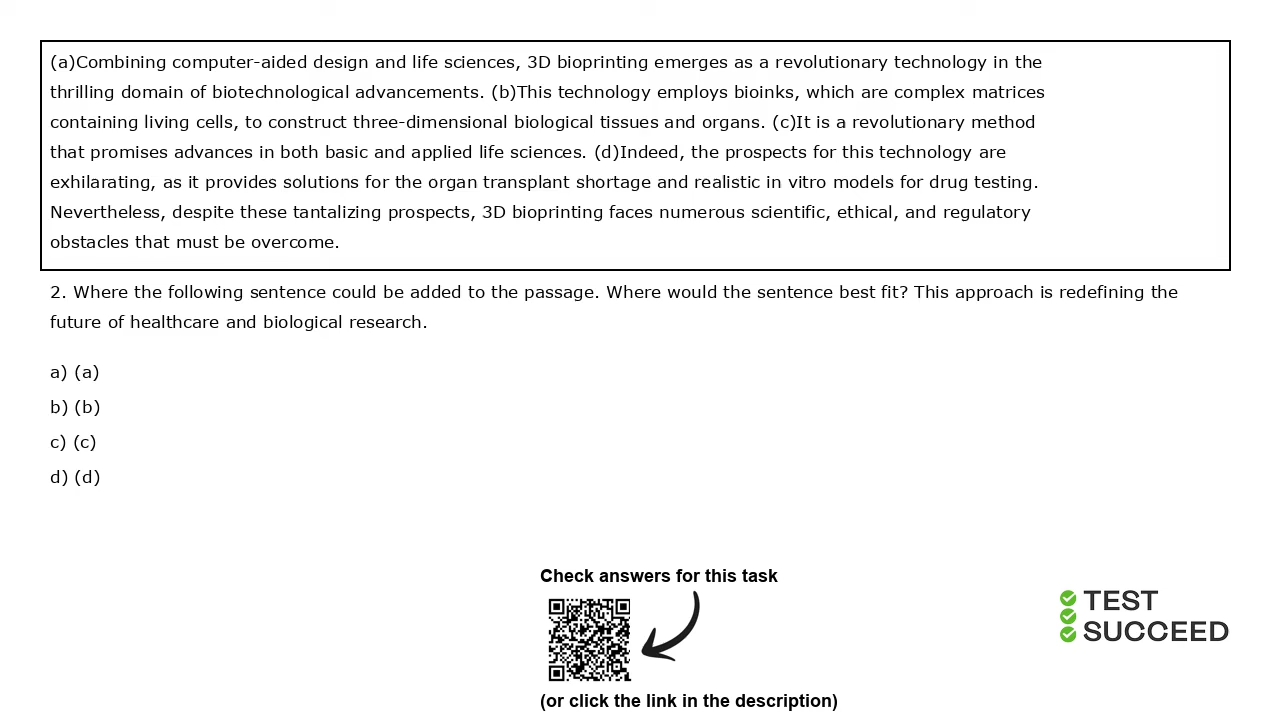 (a)Combining computer-aided design and life sciences, 3D bioprinting emerges as a revolutionary technology in the
thrilling domain of biotechnological advancements. (b)This technology employs bioinks, which are complex matrices
containing living cells, to construct three-dimensional biological tissues and organs. (c)It is a revolutionary method
that promises advances in both basic and applied life sciences. (d)Indeed, the prospects for this technology are
exhilarating, as it provides solutions for the organ transplant shortage and realistic in vitro models for drug testing.
Nevertheless, despite these tantalizing prospects, 3D bioprinting faces numerous scientific, ethical, and regulatory
obstacles that must be overcome.
2. Where the following sentence could be added to the passage. Where would the sentence best fit? This approach is redefining the
future of healthcare and biological research.
a) (a)
b) (b)
c) (c)
d) (d)
Check answers for this task
(or click the link in the description)
TEST
SUCCEED